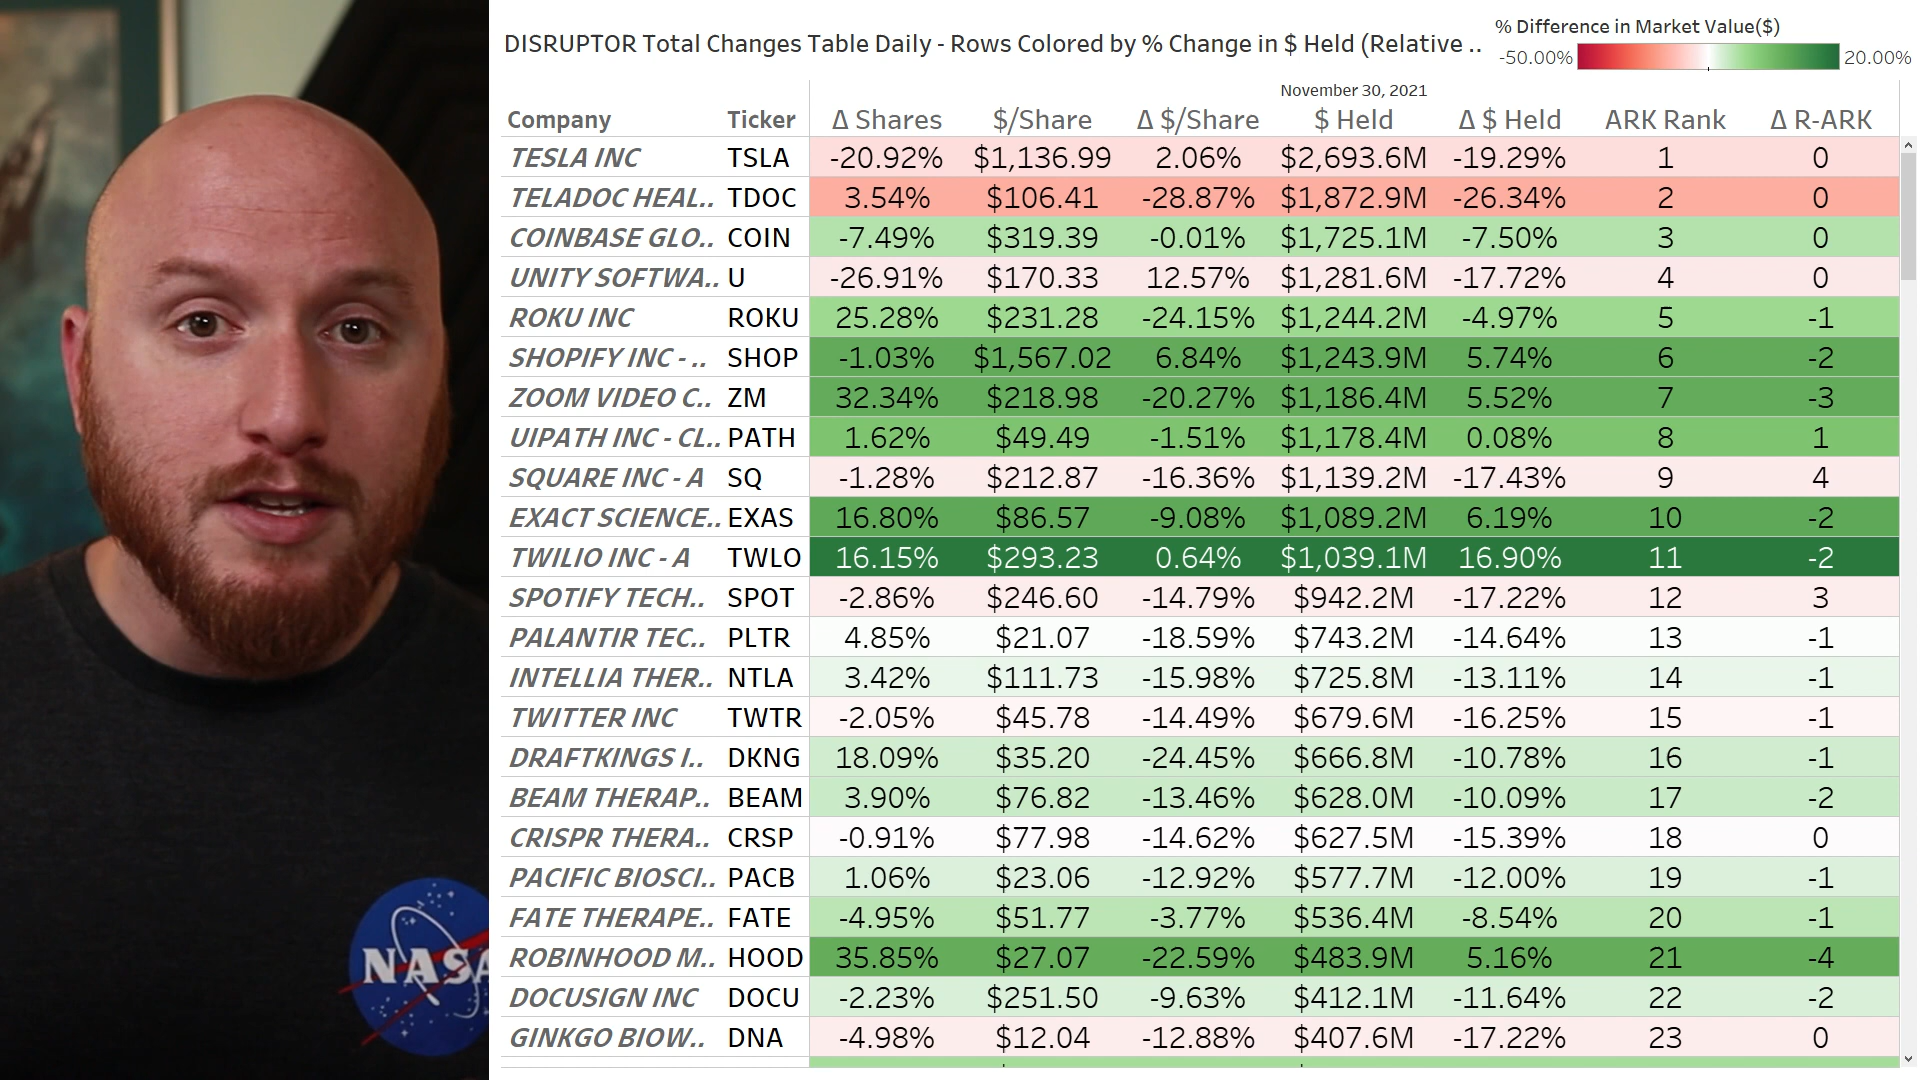 DISRUPTOR Total Changes Table Daily - Rows Colored by % Change in $ Held (Relative ..
% Difference in Market Value($)
-50.00% 20.00%
November 30, 2021
Company Ticker Δ Shares $/Share Δ $/Share $ Held Δ $ Held ARK Rank Δ R-ARK
TESLA INC TSLA -20.92% $1,136.99 2.06% $2,693.6M -19.29% 1 0
TELADOC HEAL.. TDOC 3.54% $106.41 -28.87% $1,872.9M -26.34% 2 0
COINBASE GLO.. COIN -7.49% $319.39 -0.01% $1,725.1M -7.50% 3 0
UNITY SOFTWA.. U -26.91% $170.33 12.57% $1,281.6M -17.72% 4 0
ROKU INC ROKU 25.28% $231.28 -24.15% $1,244.2M -4.97% 5 -1
SHOPIFY INC - .. SHOP -1.03% $1,567.02 6.84% $1,243.9M 5.74% 6 -2
ZOOM VIDEO C.. ZM 32.34% $218.98 -20.27% $1,186.4M 5.52% 7 -3
UIPATH INC - CL.. PATH 1.62% $49.49 -1.51% $1,178.4M 0.08% 8 1
SQUARE INC - A SQ -1.28% $212.87 -16.36% $1,139.2M -17.43% 9 4
EXACT SCIENCE.. EXAS 16.80% $86.57 -9.08% $1,089.2M 6.19% 10 -2
TWILIO INC - A TWLO 16.15% $293.23 0.64% $1,039.1M 16.90% 11 -2
SPOTIFY TECH.. SPOT -2.86% $246.60 -14.79% $942.2M -17.22% 12 3
PALANTIR TEC.. PLTR 4.85% $21.07 -18.59% $743.2M -14.64% 13 -1
INTELLIA THER.. NTLA 3.42% $111.73 -15.98% $725.8M -13.11% 14 -1
TWITTER INC TWTR -2.05% $45.78 -14.49% $679.6M -16.25% 15 -1
DRAFTKINGS I.. DKNG 18.09% $35.20 -24.45% $666.8M -10.78% 16 -1
BEAM THERAP.. BEAM 3.90% $76.82 -13.46% $628.0M -10.09% 17 -2
CRISPR THERA.. CRSP -0.91% $77.98 -14.62% $627.5M -15.39% 18 0
PACIFIC BIOSCI.. PACB 1.06% $23.06 -12.92% $577.7M -12.00% 19 -1
FATE THERAPE.. FATE -4.95% $51.77 -3.77% $536.4M -8.54% 20 -1
ROBINHOOD M.. HOOD 35.85% $27.07 -22.59% $483.9M 5.16% 21 -4
DOCUSIGN INC DOCU -2.23% $251.50 -9.63% $412.1M -11.64% 22 -2
GINKGO BIOW.. DNA -4.98% $12.04 -12.88% $407.6M -17.22% 23 0
NASA